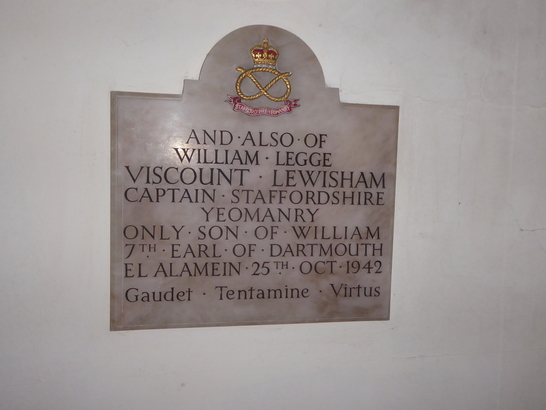 AND·ALSO·OF
WILLIAM · LEGGE
VISCOUNT · LEWISHAM
CAPTAIN · STAFFORDSHIRE
YEOMANRY
ONLY·SON·OF·WILLIAM
7TH·EARL·OF·DARTMOUTH
EL ALAMEIN·25TH·OCT·1942
Gaudet · Tentamine · Virtus